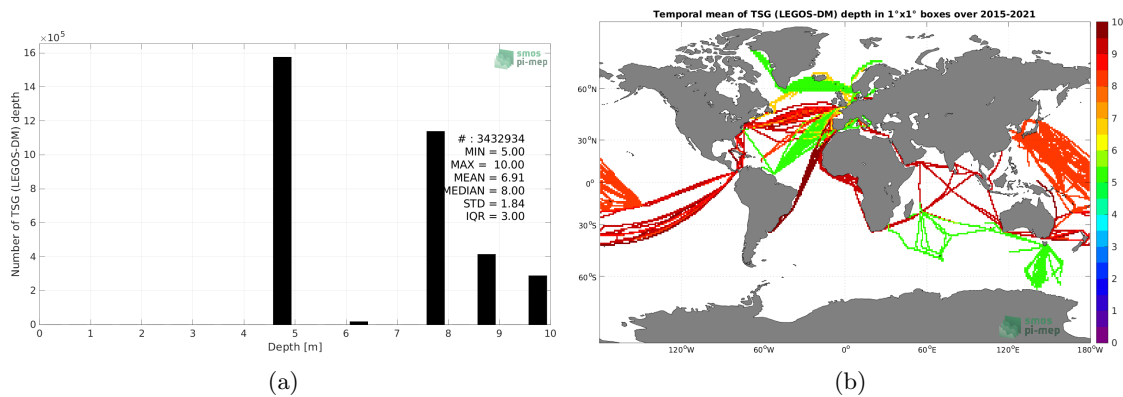 ×10⁵
16
14
12
10
8
6
4
2
0
Number of TSG (LEGOS-DM) depth
smos
pi-mep
# : 3432934
MIN = 5.00
MAX = 10.00
MEAN = 6.91
MEDIAN = 8.00
STD = 1.84
IQR = 3.00
0 1 2 3 4 5 6 7 8 9 10
Depth [m]
(a)
Temporal mean of TSG (LEGOS-DM) depth in 1°x1° boxes over 2015-2021
60°N
30°N
0°
30°S
60°S
120°W 60°W 0° 60°E 120°E 180°W
smos
pi-mep
10
9
8
7
6
5
4
3
2
1
0
(b)